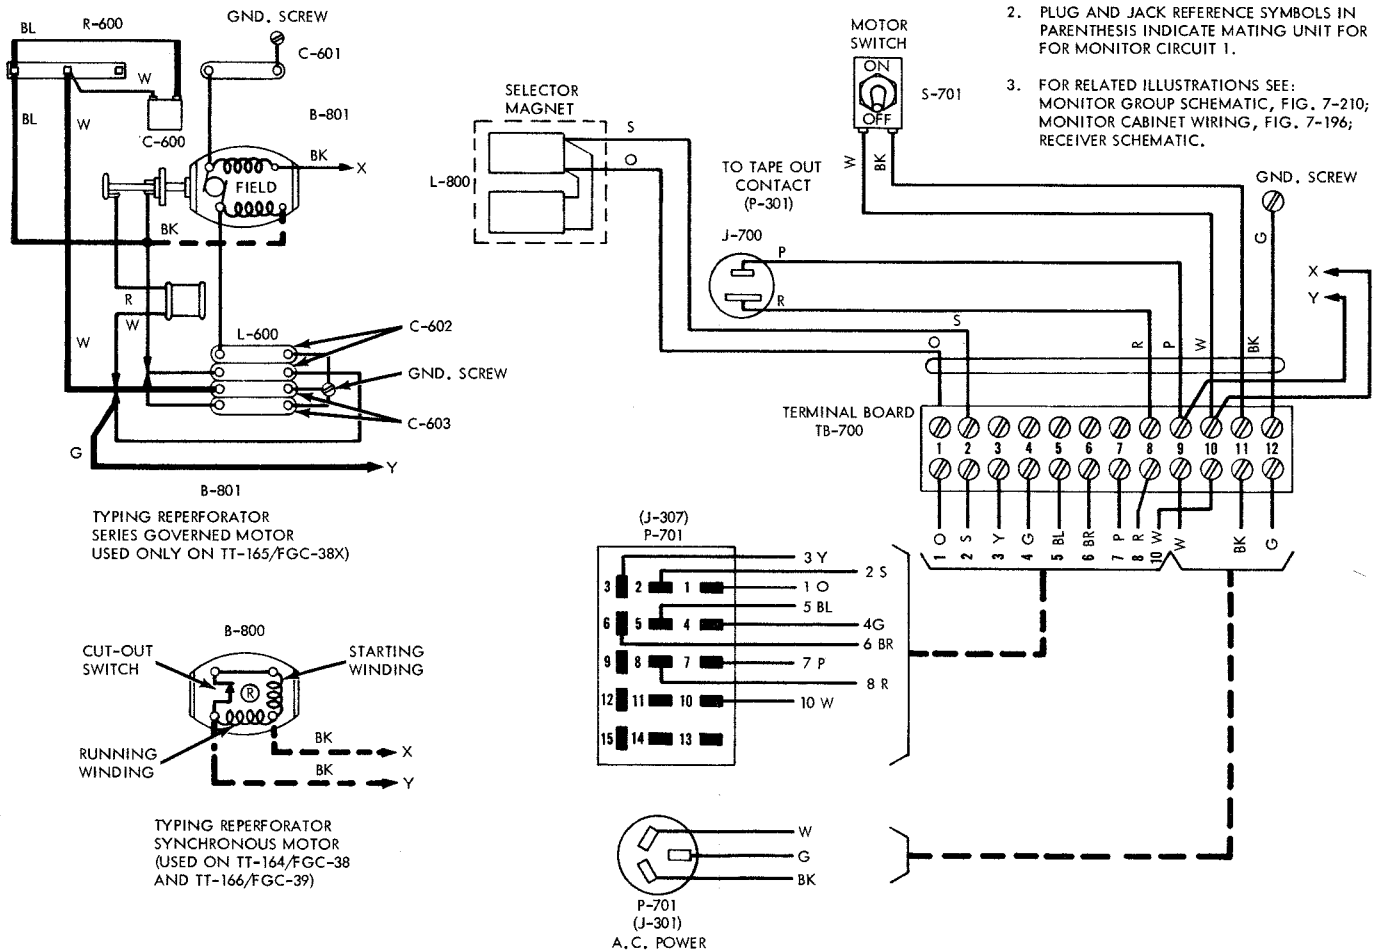 BL
R-600
GND. SCREW
C-601
W
BL
W
C-600
B-801
BK
X
FIELD
BK
R
W
W
L-600
C-602
GND. SCREW
C-603
G
Y
B-801
TYPING REPERFORATOR
SERIES GOVERNED MOTOR
USED ONLY ON TT-165/FGC-38X)
B-800
CUT-OUT
SWITCH
STARTING
WINDING
R
RUNNING
WINDING
BK
X
BK
Y
TYPING REPERFORATOR
SYNCHRONOUS MOTOR
(USED ON TT-164/FGC-38
AND TT-166/FGC-39)
SELECTOR
MAGNET
L-800
S
O
MOTOR
SWITCH
ON
OFF
S-701
W
BK
2. PLUG AND JACK REFERENCE SYMBOLS IN
PARENTHESIS INDICATE MATING UNIT FOR
FOR MONITOR CIRCUIT 1.
3. FOR RELATED ILLUSTRATIONS SEE:
MONITOR GROUP SCHEMATIC, FIG. 7-210;
MONITOR CABINET WIRING, FIG. 7-196;
RECEIVER SCHEMATIC.
TO TAPE OUT
CONTACT
(P-301)
J-700
P
R
GND. SCREW
G
X
Y
S
O
R
P
W
BK
TERMINAL BOARD
TB-700
1 2 3 4 5 6 7 8 9 10 11 12
1 O
2 S
3 Y
4 G
5 BL
6 BR
7 P
8 R
10 W
W
BK
G
(J-307)
P-701
3 2 1
6 5 4
9 8 7
12 11 10
15 14 13
3 Y
2 S
1 O
5 BL
4G
6 BR
7 P
8 R
10 W
W
G
BK
P-701
(J-301)
A.C. POWER